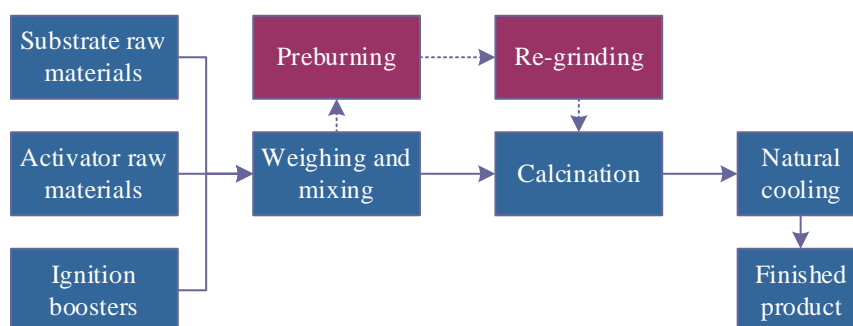 Substrate raw
materials
Preburning
Re-grinding
Activator raw
materials
Weighing and
mixing
Calcination
Natural
cooling
Ignition
boosters
Finished
product